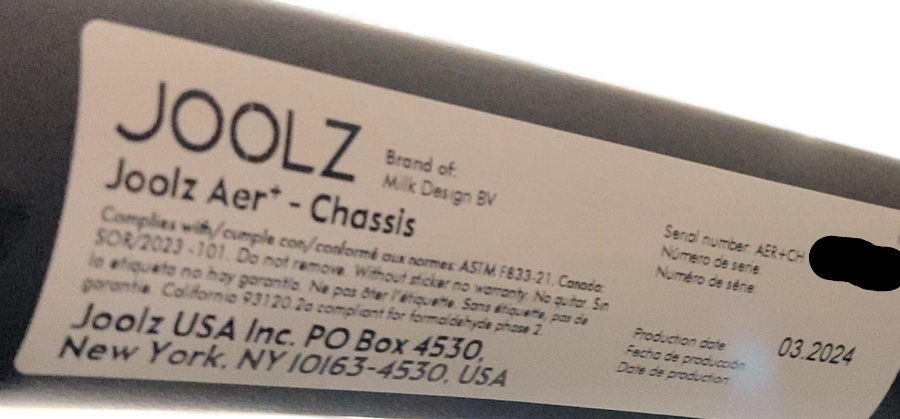 JOOLZ
Brand of:
Milk Design BV
Joolz Aer+ - Chassis
Complies with/cumple con/conformé aux normes: ASTM F833-21. Canada:
SOR/2023 -101. Do not remove. Without sticker no warranty. No quitar. Sin
la etiqueta no hay garantía. Ne pas ôter l'étiquette. Sans étiquette, pas de
garantie. California 93120.2a compliant for formaldehyde phase 2.
Joolz USA Inc. PO Box 4530,
New York, NY 10163-4530, USA
Serial number: AER+CH
Número de serie:
Numéro de série:
Production date
Fecha de producción
Date de production
03.2024